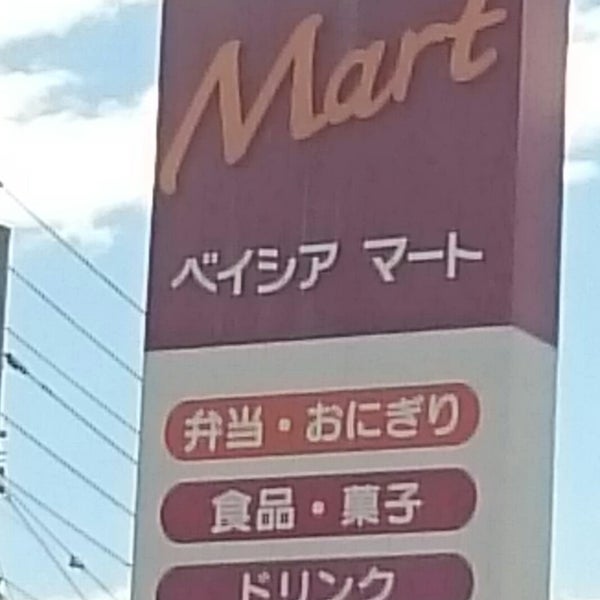 Mart
ベイシア マート
弁当・おにぎり
食品・菓子
ドリンク